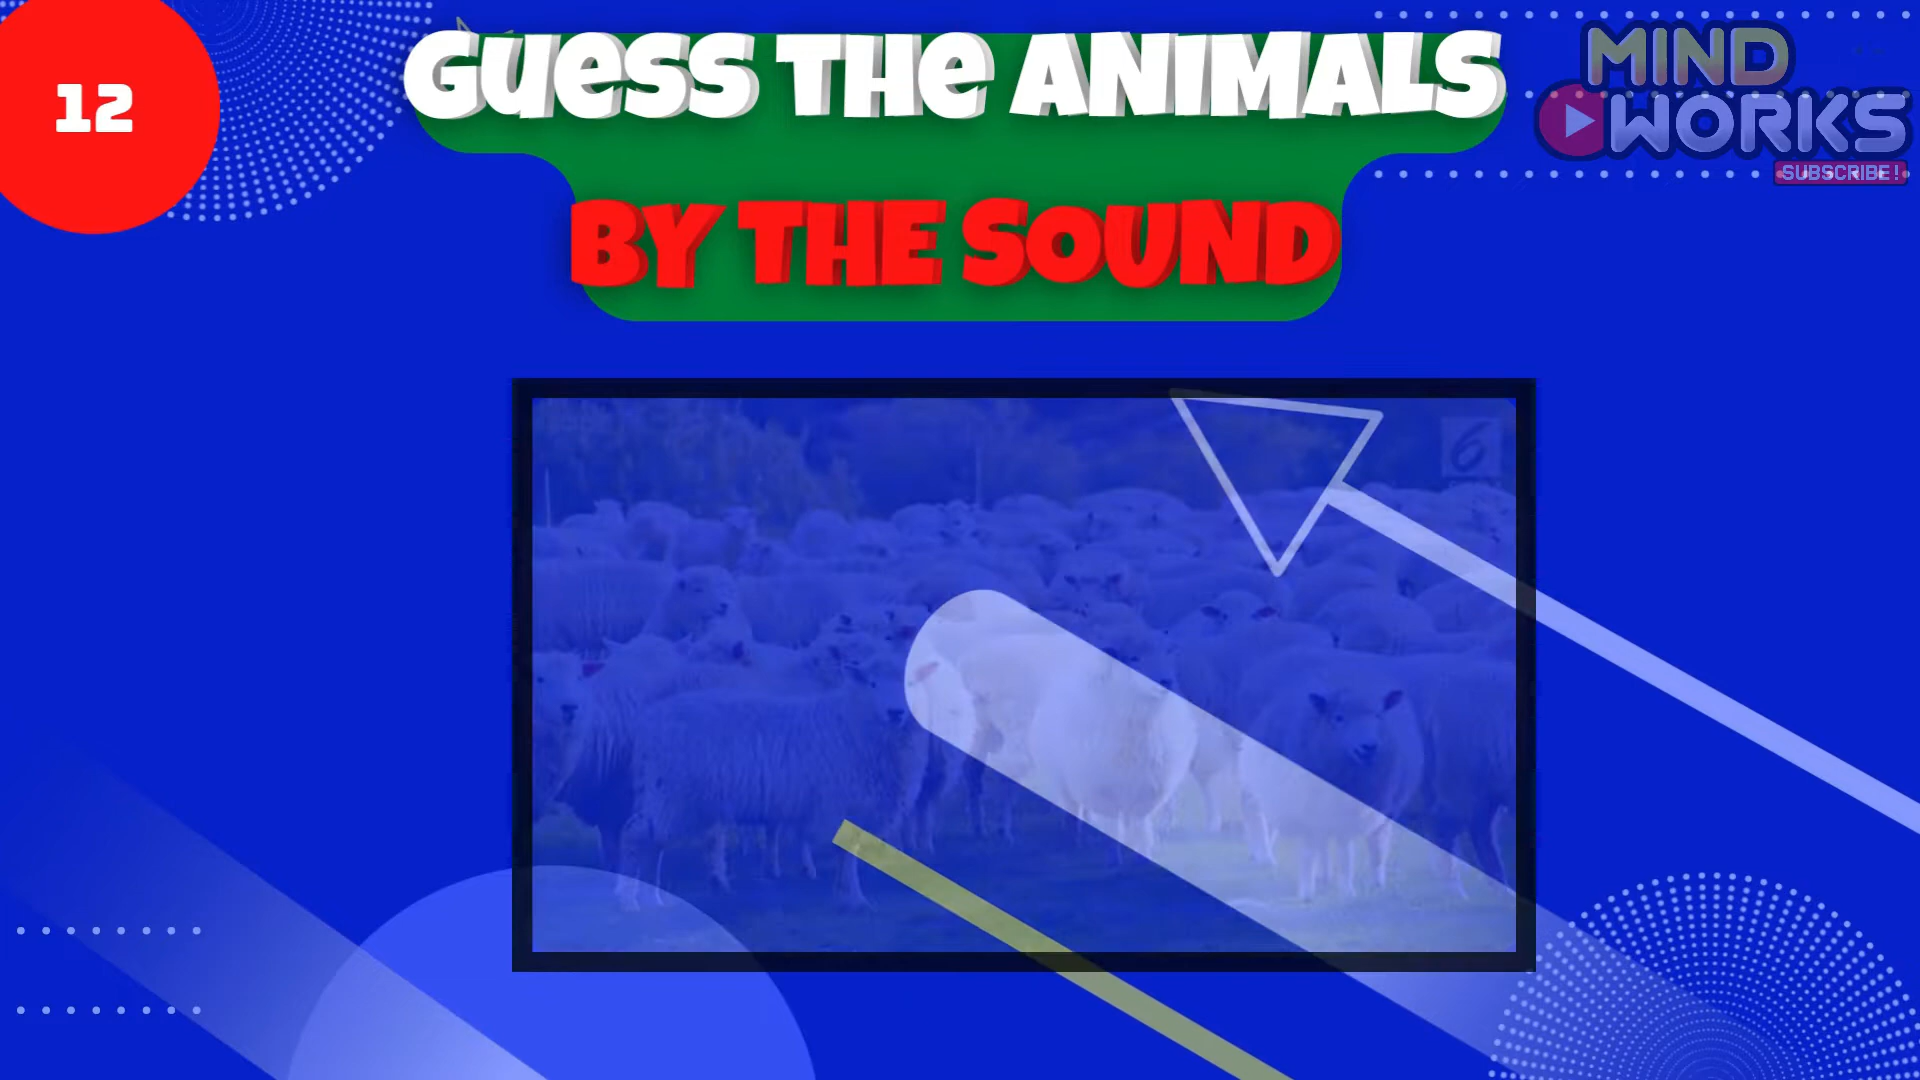 12
GUESS THE ANIMALS
BY THE SOUND
MIND
WORKS
SUBSCRIBE!
6